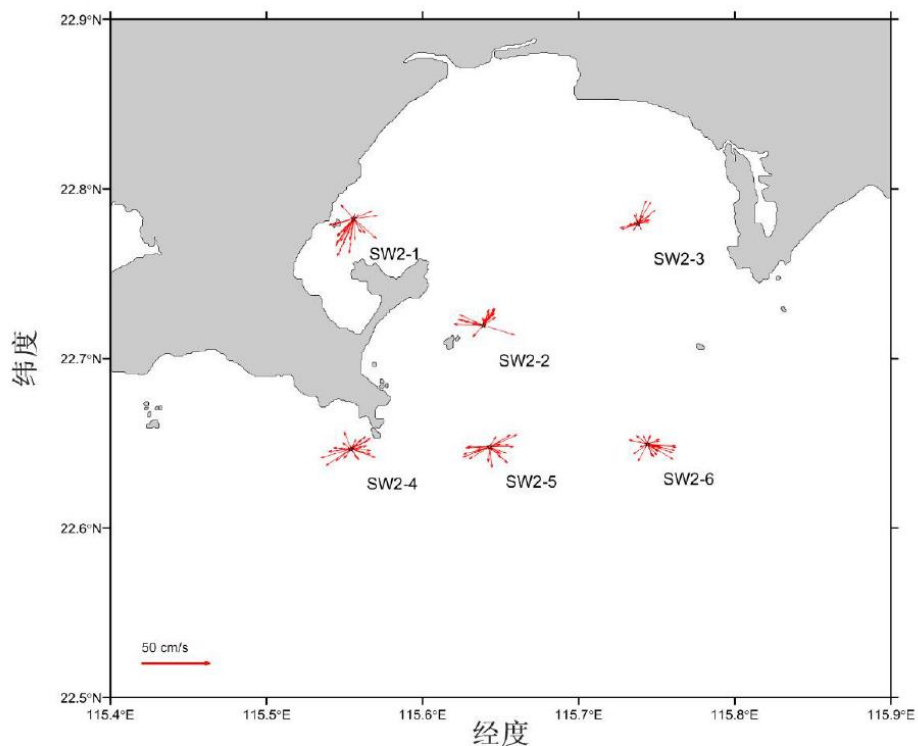 22.9°N
22.8°N
SW2-1
SW2-3
纬度
22.7°N
SW2-2
SW2-4
SW2-5
SW2-6
22.6°N
50 cm/s
22.5°N
115.4°E
115.5°E
115.6°E
115.7°E
115.8°E
115.9°E
经度